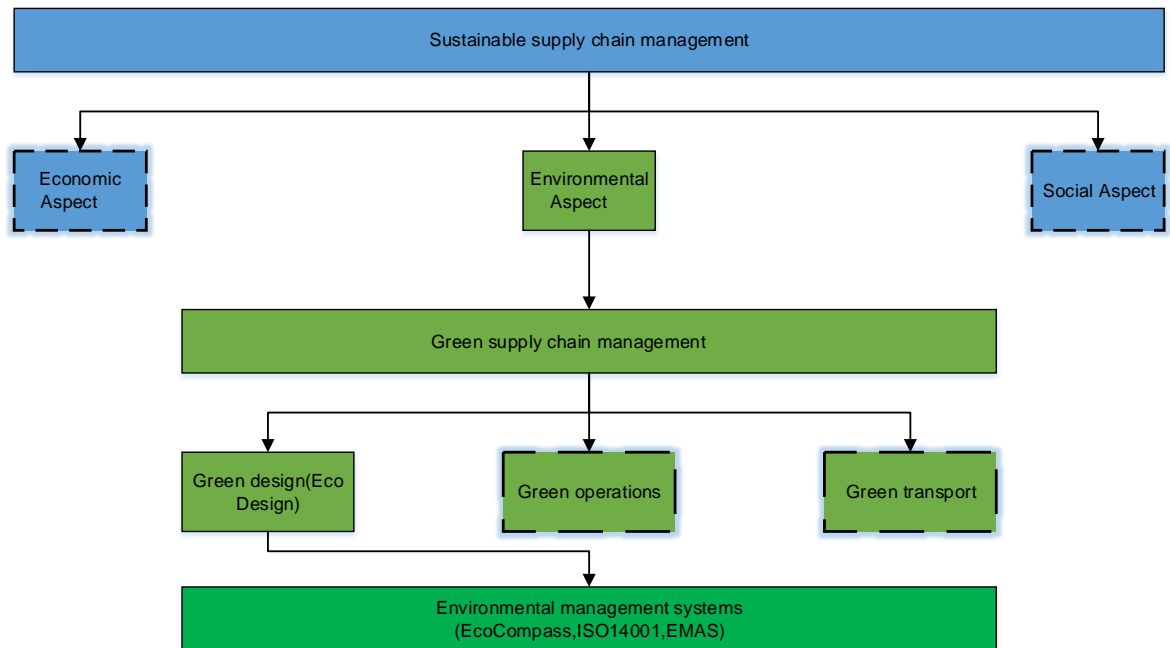 Sustainable supply chain management
Economic
Aspect
Environmental
Aspect
Social Aspect
Green supply chain management
Green design(Eco
Design)
Green operations
Green transport
Environmental management systems
(EcoCompass,ISO14001,EMAS)